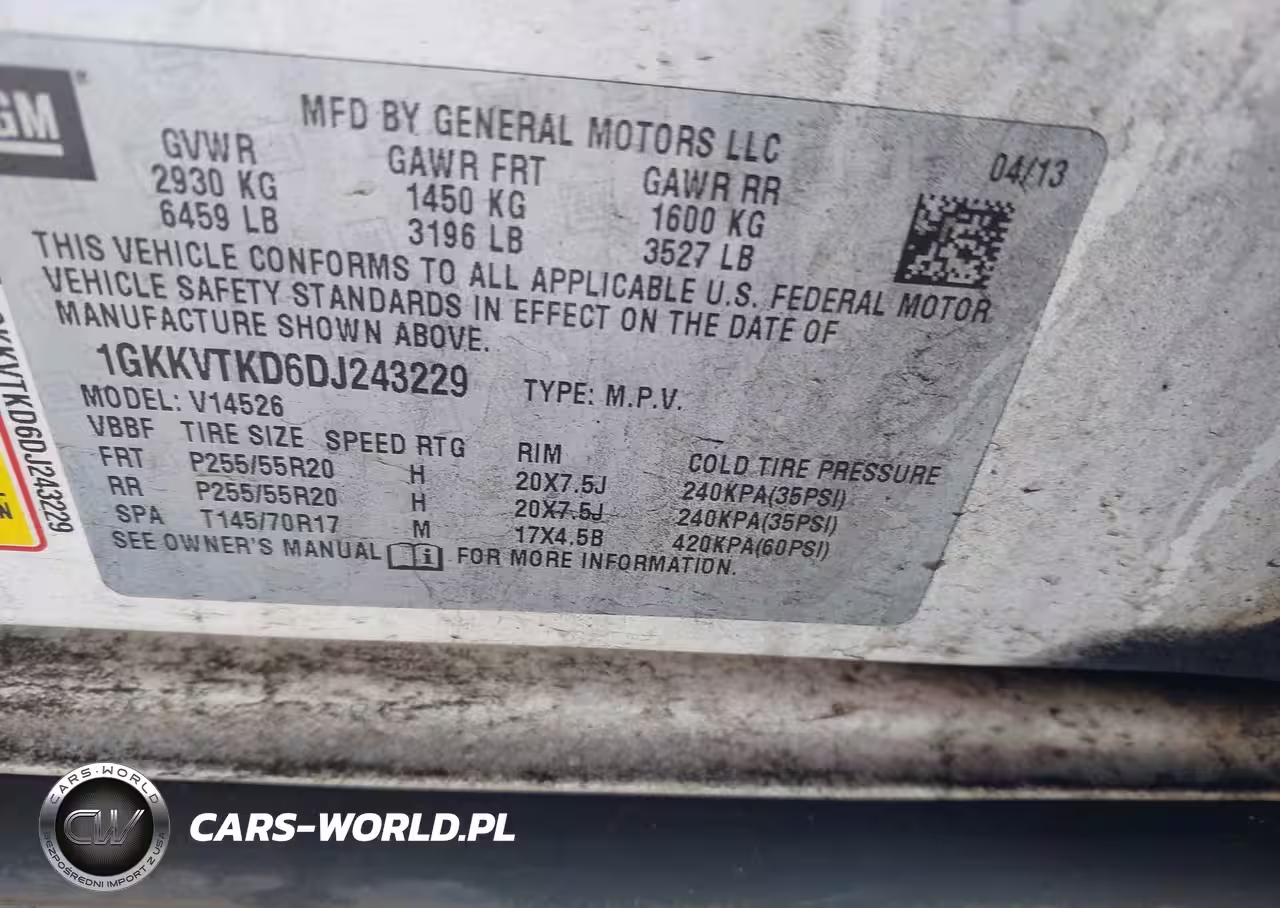 GM
MFD BY GENERAL MOTORS LLC
04/13
GVWR GAWR FRT GAWR RR
2930 KG 1450 KG 1600 KG
6459 LB 3196 LB 3527 LB
THIS VEHICLE CONFORMS TO ALL APPLICABLE U.S. FEDERAL MOTOR
VEHICLE SAFETY STANDARDS IN EFFECT ON THE DATE OF
MANUFACTURE SHOWN ABOVE.
1GKKVTKD6DJ243229 TYPE: M.P.V.
MODEL: V14526
VBBF TIRE SIZE SPEED RTG RIM COLD TIRE PRESSURE
FRT P255/55R20 H 20X7.5J 240KPA(35PSI)
RR P255/55R20 H 20X7.5J 240KPA(35PSI)
SPA T145/70R17 M 17X4.5B 420KPA(60PSI)
SEE OWNER'S MANUAL FOR MORE INFORMATION.
KKVTKD6DJ243229
CARS-WORLD
CW
BEZPOŚREDNI IMPORT Z USA
CARS-WORLD.PL